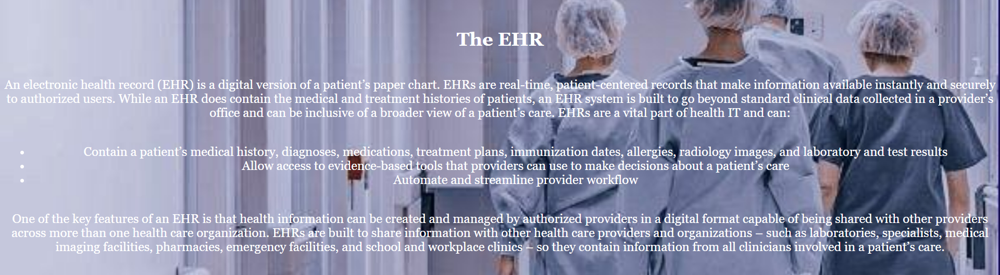 The EHR
An electronic health record (EHR) is a digital version of a patient’s paper chart. EHRs are real-time, patient-centered records that make information available instantly and securely
to authorized users. While an EHR does contain the medical and treatment histories of patients, an EHR system is built to go beyond standard clinical data collected in a provider’s
office and can be inclusive of a broader view of a patient’s care. EHRs are a vital part of health IT and can:
• Contain a patient’s medical history, diagnoses, medications, treatment plans, immunization dates, allergies, radiology images, and laboratory and test results
• Allow access to evidence-based tools that providers can use to make decisions about a patient’s care
• Automate and streamline provider workflow
One of the key features of an EHR is that health information can be created and managed by authorized providers in a digital format capable of being shared with other providers
across more than one health care organization. EHRs are built to share information with other health care providers and organizations – such as laboratories, specialists, medical
imaging facilities, pharmacies, emergency facilities, and school and workplace clinics – so they contain information from all clinicians involved in a patient’s care.